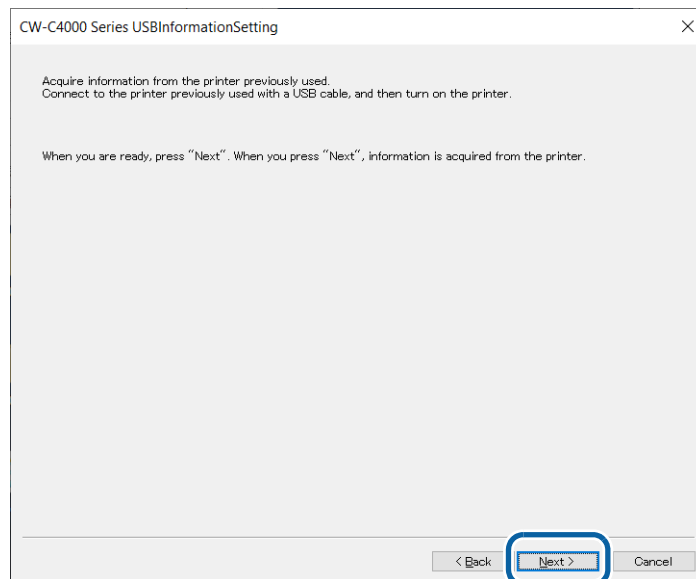 CW-C4000 Series USBInformationSetting
Acquire information from the printer previously used.
Connect to the printer previously used with a USB cable, and then turn on the printer.
When you are ready, press "Next". When you press "Next", information is acquired from the printer.
< Back
Next >
Cancel